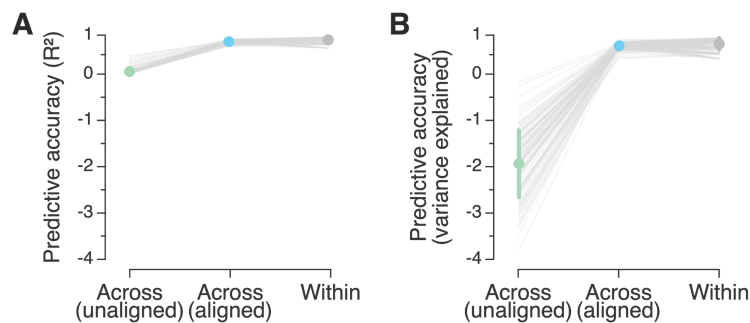 A
Predictive accuracy (R²)
1
0
-1
-2
-3
-4
Across
(unaligned)
Across
(aligned)
Within
B
Predictive accuracy
(variance explained)
1
0
-1
-2
-3
-4
Across
(unaligned)
Across
(aligned)
Within